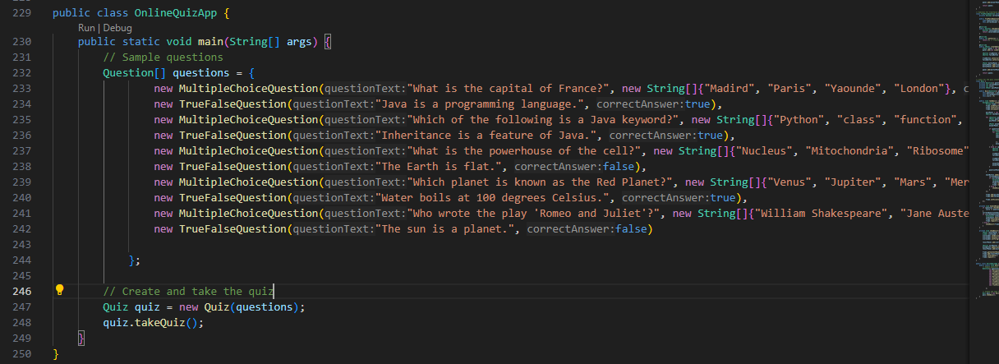 229 public class OnlineQuizApp {
Run | Debug
230 public static void main(String[] args) {
231 // Sample questions
232 Question[] questions = {
233 new MultipleChoiceQuestion(questionText:"What is the capital of France?", new String[]{"Madird", "Paris", "Yaounde", "London"}, c
234 new TrueFalseQuestion(questionText:"Java is a programming language.", correctAnswer:true),
235 new MultipleChoiceQuestion(questionText:"Which of the following is a Java keyword?", new String[]{"Python", "class", "function",
236 new TrueFalseQuestion(questionText:"Inheritance is a feature of Java.", correctAnswer:true),
237 new MultipleChoiceQuestion(questionText:"What is the powerhouse of the cell?", new String[]{"Nucleus", "Mitochondria", "Ribosome"
238 new TrueFalseQuestion(questionText:"The Earth is flat.", correctAnswer:false),
239 new MultipleChoiceQuestion(questionText:"Which planet is known as the Red Planet?", new String[]{"Venus", "Jupiter", "Mars", "Mer
240 new TrueFalseQuestion(questionText:"Water boils at 100 degrees Celsius.", correctAnswer:true),
241 new MultipleChoiceQuestion(questionText:"Who wrote the play 'Romeo and Juliet'?", new String[]{"William Shakespeare", "Jane Auste
242 new TrueFalseQuestion(questionText:"The sun is a planet.", correctAnswer:false)
243
244 };
245
246 // Create and take the quiz
247 Quiz quiz = new Quiz(questions);
248 quiz.takeQuiz();
249 }
250 }